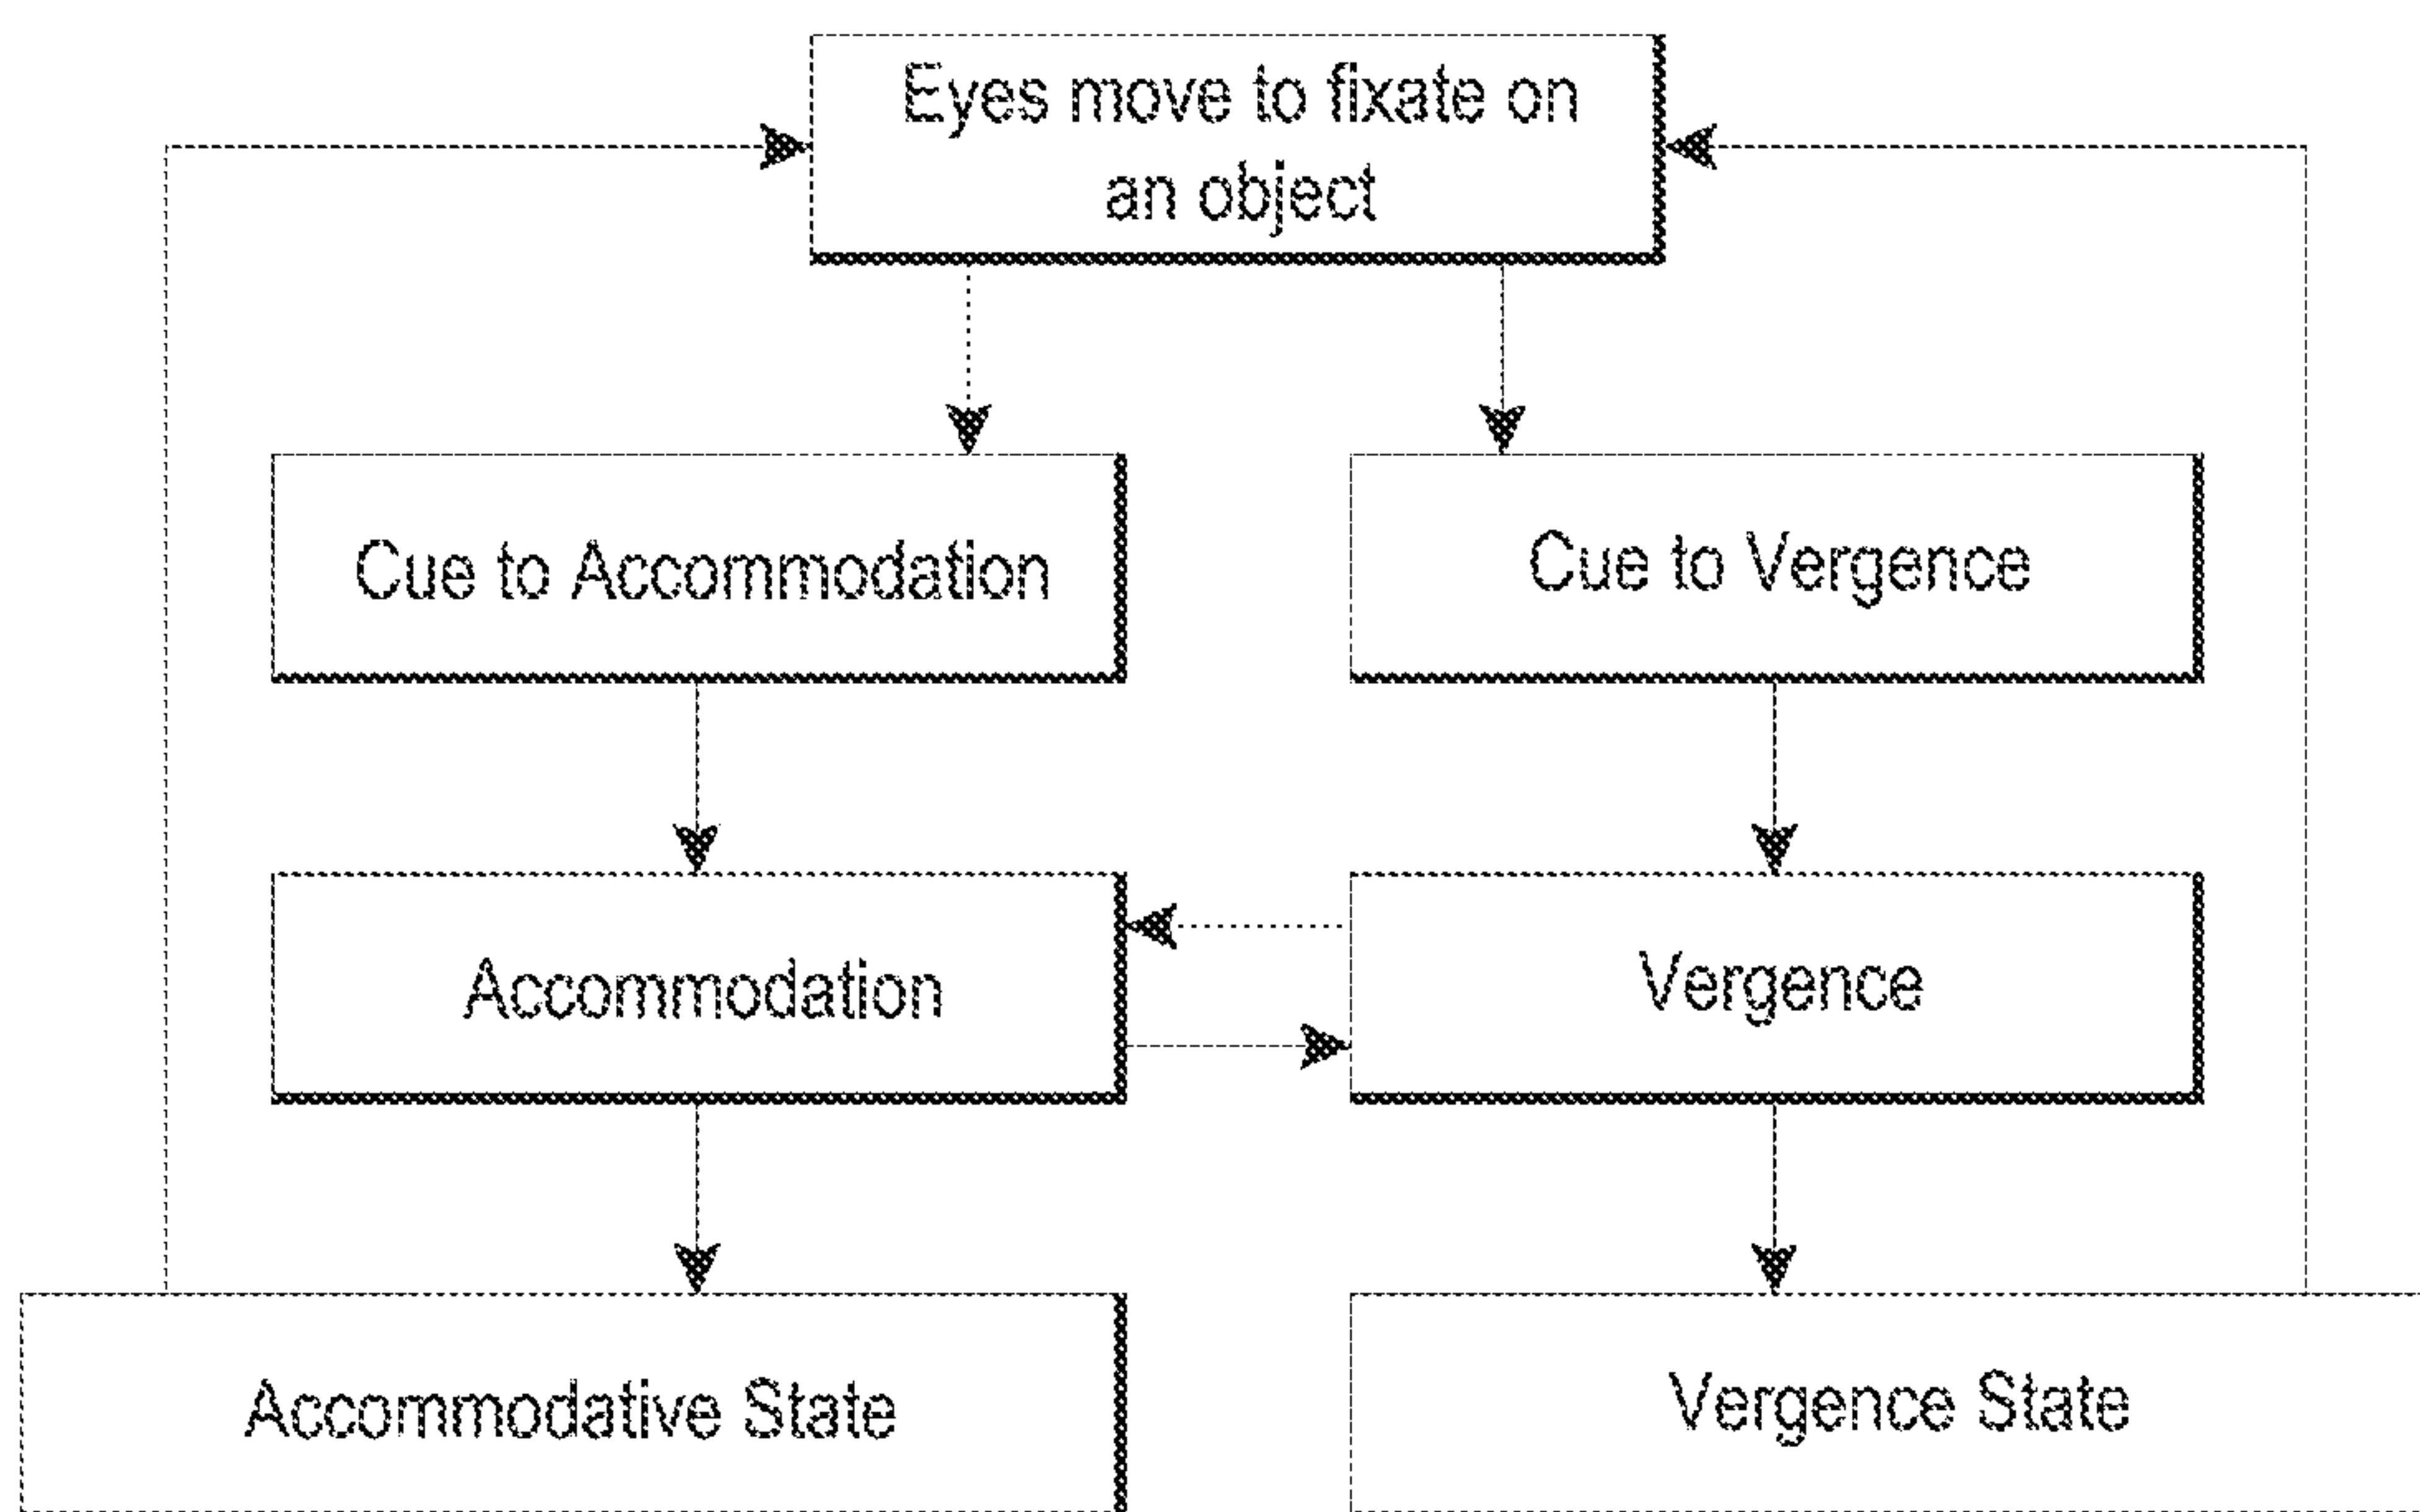 Eyes move to fixate on
an object
Cue to Accommodation
Cue to Vergence
Accommodation
Vergence
Accommodative State
Vergence State